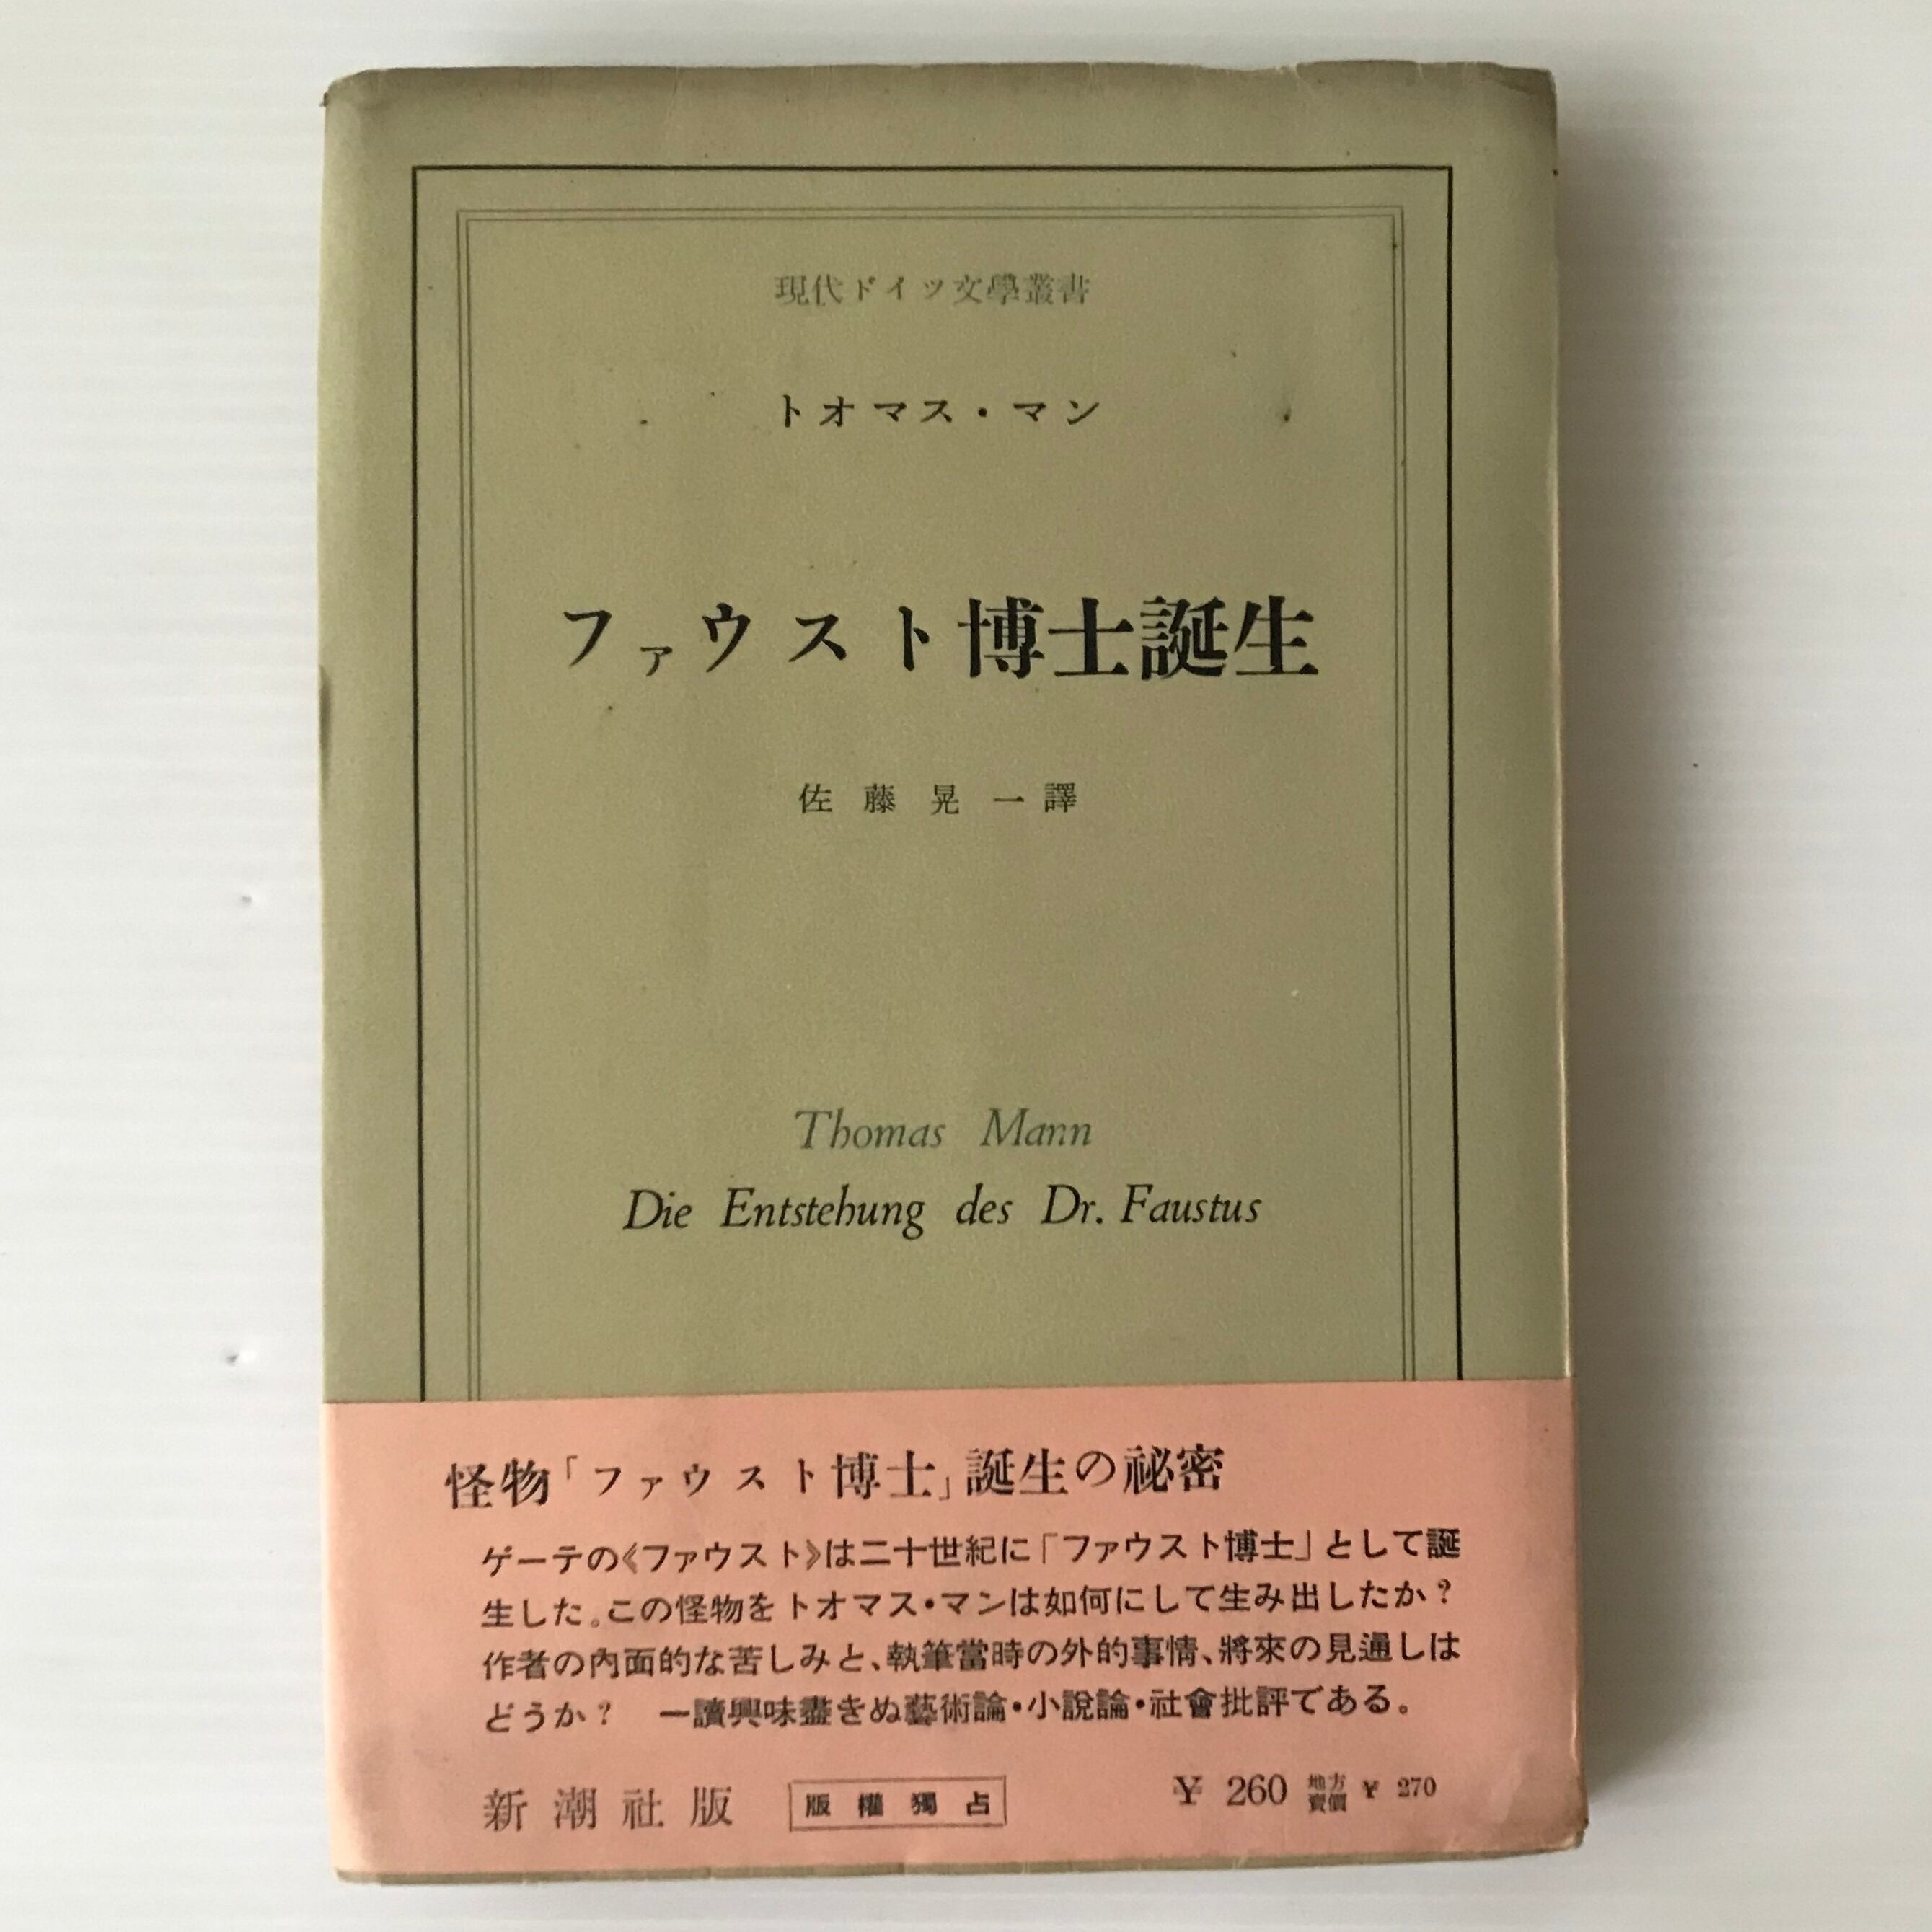 現代ドイツ文學叢書
トオマス・マン
ファウスト博士誕生
佐藤晃一譯
Thomas Mann
Die Entstehung des Dr. Faustus
怪物「ファウスト博士」誕生の祕密
ゲーテの《ファウスト》は二十世紀に「ファウスト博士」として誕
生した。この怪物をトオマス・マンは如何にして生み出したか?
作者の內面的な苦しみと、執筆當時の外的事情、將來の見通しは
どうか? 一讀興味盡きぬ藝術論・小說論・社會批評である。
新潮社版 版權獨占 ¥ 260 地方賣價 ¥ 270